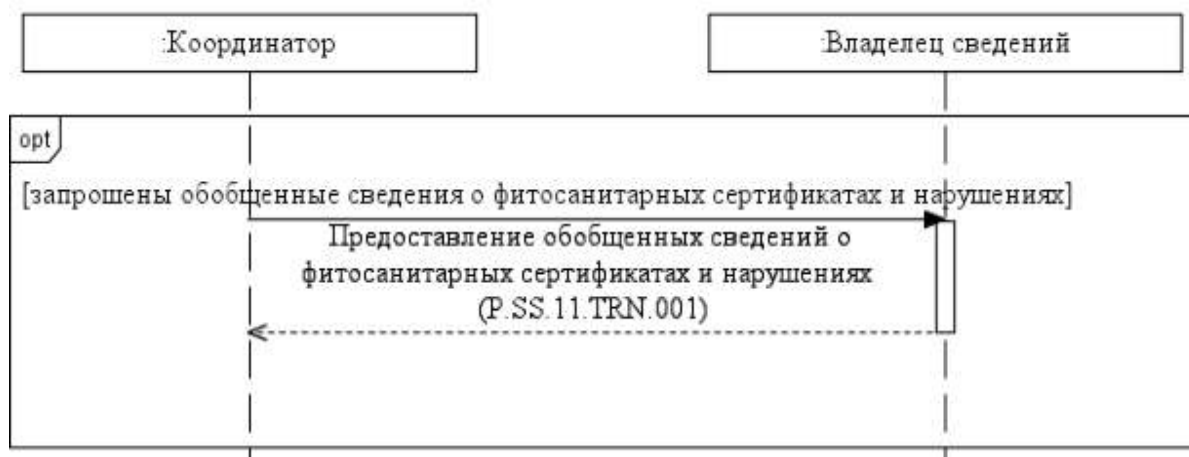 :Координатор
:Владелец сведений
opt
[запрошены обобщенные сведения о фитосанитарных сертификатах и нарушениях]
Предоставление обобщенных сведений о
фитосанитарных сертификатах и нарушениях
(P.SS.11.TRN.001)